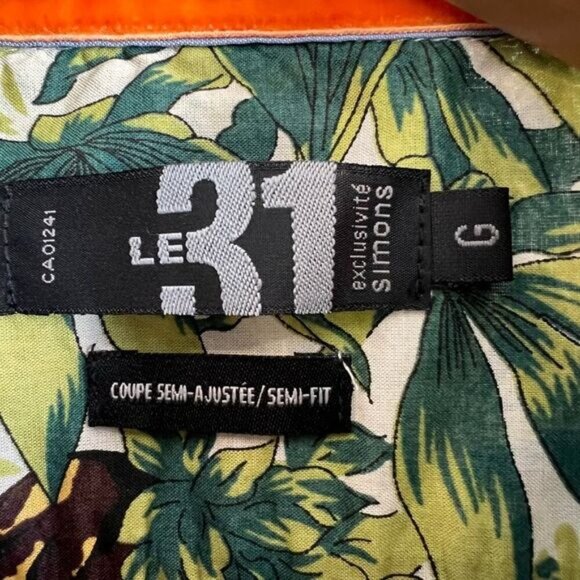 CA01241
LE 31
exclusivité
simons
G
COUPE SEMI-AJUSTÉE/SEMI-FIT